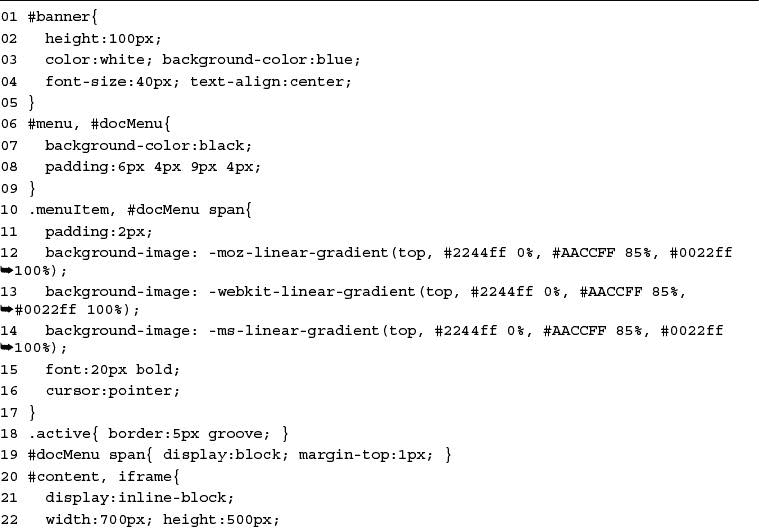 01 #banner{
02   height:100px;
03   color:white; background-color:blue;
04   font-size:40px; text-align:center;
05 }
06 #menu, #docMenu{
07   background-color:black;
08   padding:6px 4px 9px 4px;
09 }
10 .menuItem, #docMenu span{
11   padding:2px;
12   background-image: -moz-linear-gradient(top, #2244ff 0%, #AACCFF 85%, #0022ff
➥100%);
13   background-image: -webkit-linear-gradient(top, #2244ff 0%, #AACCFF 85%,
➥#0022ff 100%);
14   background-image: -ms-linear-gradient(top, #2244ff 0%, #AACCFF 85%, #0022ff
➥100%);
15   font:20px bold;
16   cursor:pointer;
17 }
18 .active{ border:5px groove; }
19 #docMenu span{ display:block; margin-top:1px; }
20 #content, iframe{
21   display:inline-block;
22   width:700px; height:500px;